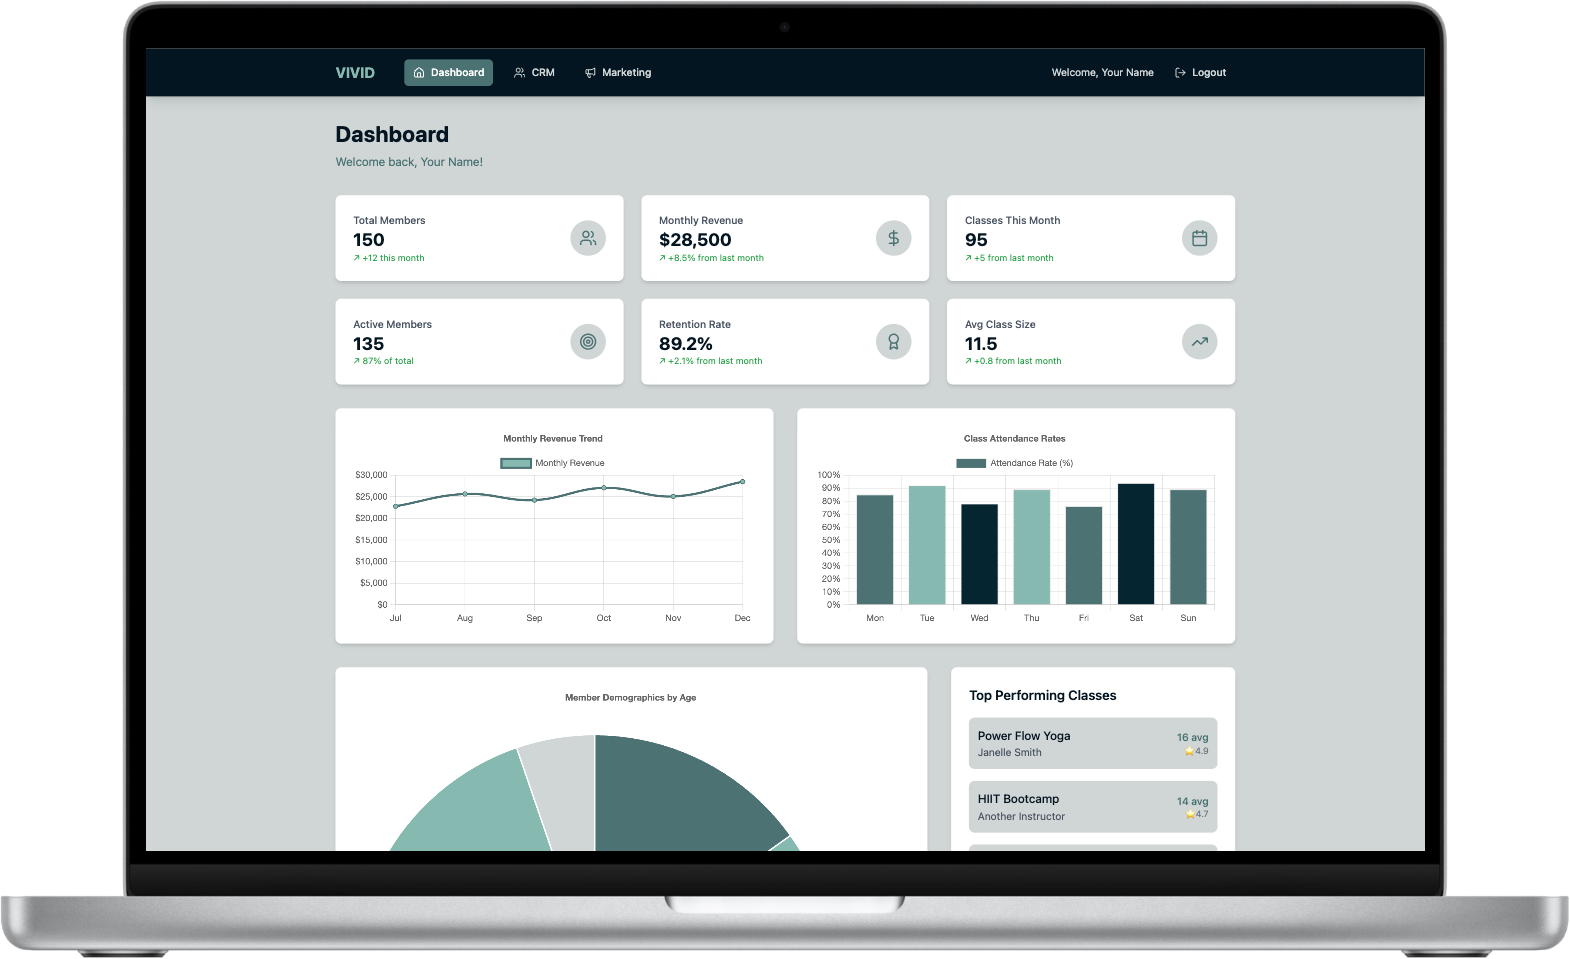 VIVID
Dashboard
CRM
Marketing
Welcome, Your Name
Logout
Dashboard
Welcome back, Your Name!
Total Members
150
↗ +12 this month
Monthly Revenue
$28,500
↗ +8.5% from last month
Classes This Month
95
↗ +5 from last month
Active Members
135
↗ 87% of total
Retention Rate
89.2%
↗ +2.1% from last month
Avg Class Size
11.5
↗ +0.8 from last month
Monthly Revenue Trend
Monthly Revenue
$30,000
$25,000
$20,000
$15,000
$10,000
$5,000
$0
Jul Aug Sep Oct Nov Dec
Class Attendance Rates
Attendance Rate (%)
100%
90%
80%
70%
60%
50%
40%
30%
20%
10%
0%
Mon Tue Wed Thu Fri Sat Sun
Member Demographics by Age
Top Performing Classes
Power Flow Yoga
16 avg
Janelle Smith
⭐4.9
HIIT Bootcamp
14 avg
Another Instructor
⭐4.7